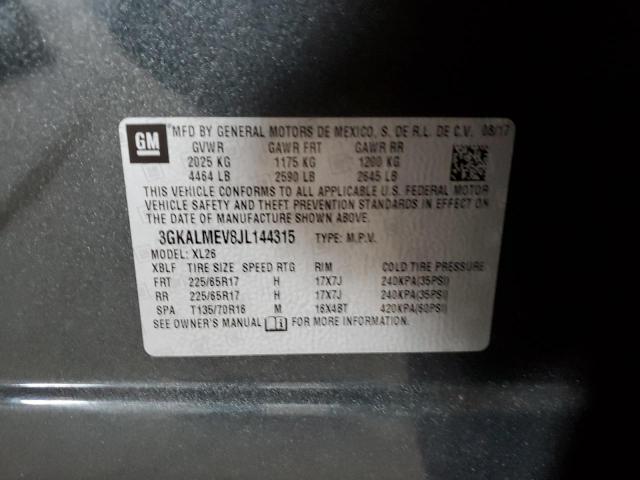 GM
MFD BY GENERAL MOTORS DE MEXICO, S. DE R.L. DE C.V. 08/17
GVWR GAWR FRT GAWR RR
2025 KG 1175 KG 1200 KG
4464 LB 2590 LB 2645 LB
THIS VEHICLE CONFORMS TO ALL APPLICABLE U.S. FEDERAL MOTOR
VEHICLE SAFETY AND THEFT PREVENTION STANDARDS IN EFFECT ON
THE DATE OF MANUFACTURE SHOWN ABOVE.
3GKALMEV8JL144315 TYPE: M.P.V.
MODEL: XL26
XBLF TIRE SIZE SPEED RTG RIM COLD TIRE PRESSURE
FRT 225/65R17 H 17X7J 240KPA(35PSI)
RR 225/65R17 H 17X7J 240KPA(35PSI)
SPA T135/70R16 M 16X4BT 420KPA(60PSI)
SEE OWNER'S MANUAL FOR MORE INFORMATION.